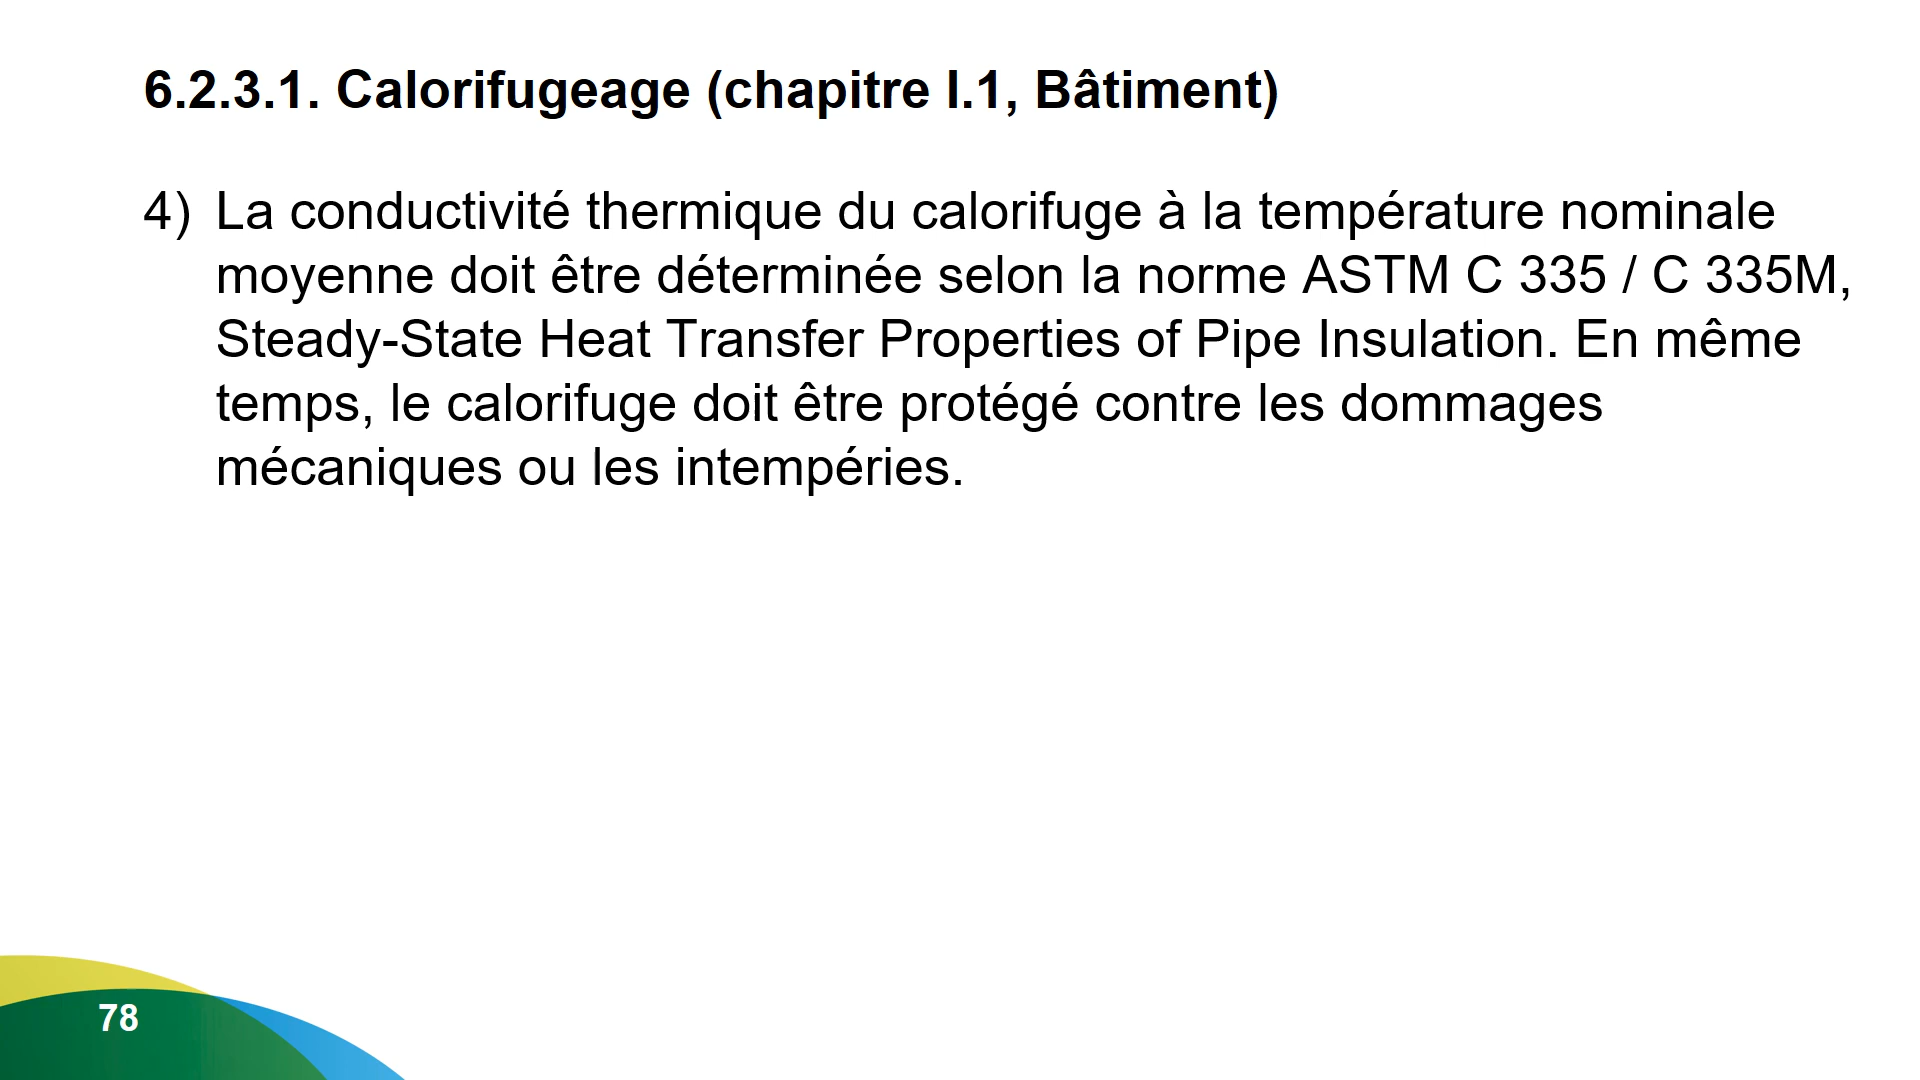 6.2.3.1. Calorifugeage (chapitre I.1, Bâtiment)
4) La conductivité thermique du calorifuge à la température nominale
moyenne doit être déterminée selon la norme ASTM C 335 / C 335M,
Steady-State Heat Transfer Properties of Pipe Insulation. En même
temps, le calorifuge doit être protégé contre les dommages
mécaniques ou les intempéries.
78